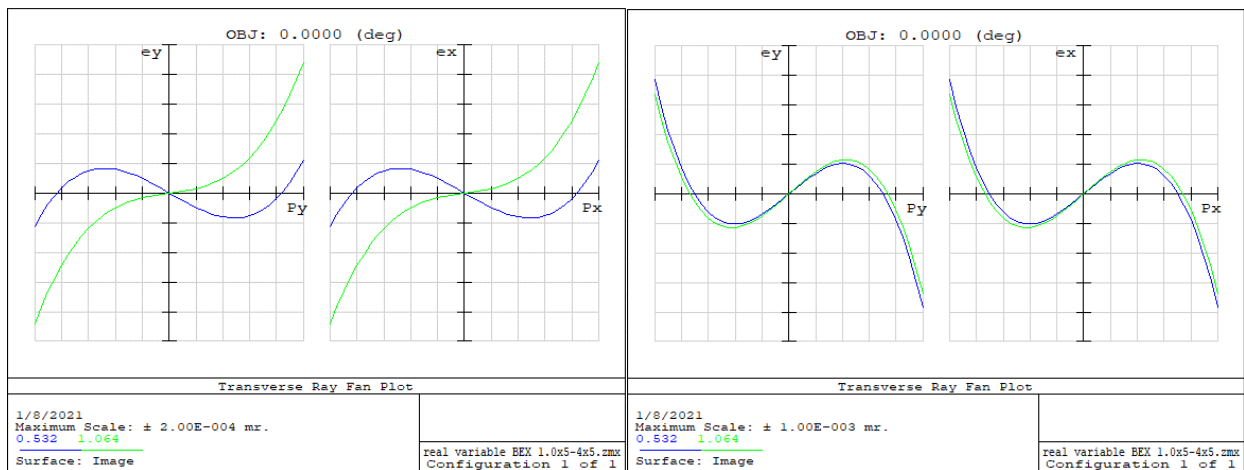 OBJ: 0.0000 (deg)
ey
ex
Py
Px
Transverse Ray Fan Plot
1/8/2021
Maximum Scale: ± 2.00E-004 mr.
0.532 1.064
Surface: Image
real variable BEX 1.0x5-4x5.zmx
Configuration 1 of 1
OBJ: 0.0000 (deg)
ey
ex
Py
Px
Transverse Ray Fan Plot
1/8/2021
Maximum Scale: ± 1.00E-003 mr.
0.532 1.064
Surface: Image
real variable BEX 1.0x5-4x5.zmx
Configuration 1 of 1